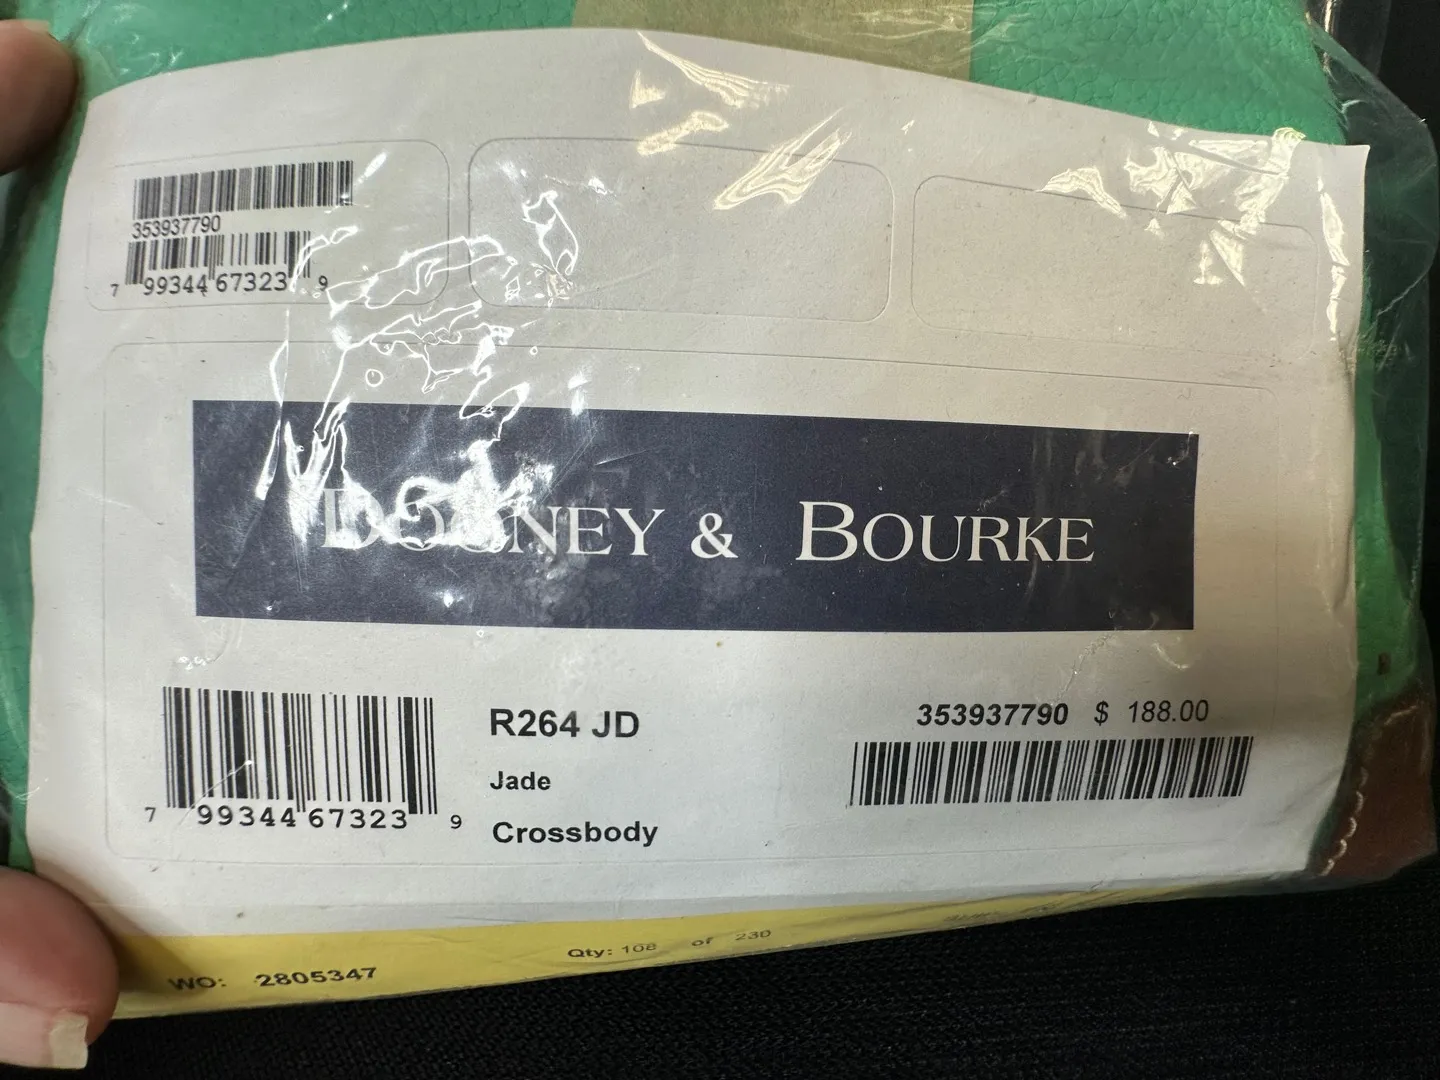 353937790
7 99344 67323 9
DOONEY & BOURKE
7 99344 67323 9
R264 JD
Jade
Crossbody
353937790 $ 188.00
WO: 2805347
Qty: 108 of 230